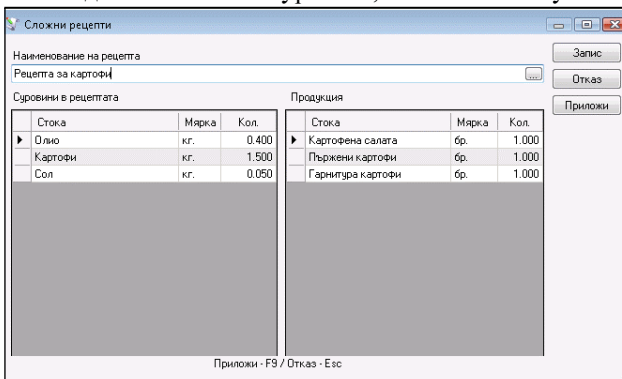 Сложни рецепти
Наименование на рецепта
Рецепта за картофи
...
Запис
Отказ
Приложи
Суровини в рецептата
Стока Мярка Кол.
Олио кг. 0.400
Картофи кг. 1.500
Сол кг. 0.050
Продукция
Стока Мярка Кол.
Картофена салата бр. 1.000
Пържени картофи бр. 1.000
Гарнитура картофи бр. 1.000
Приложи - F9 / Отказ - Esc